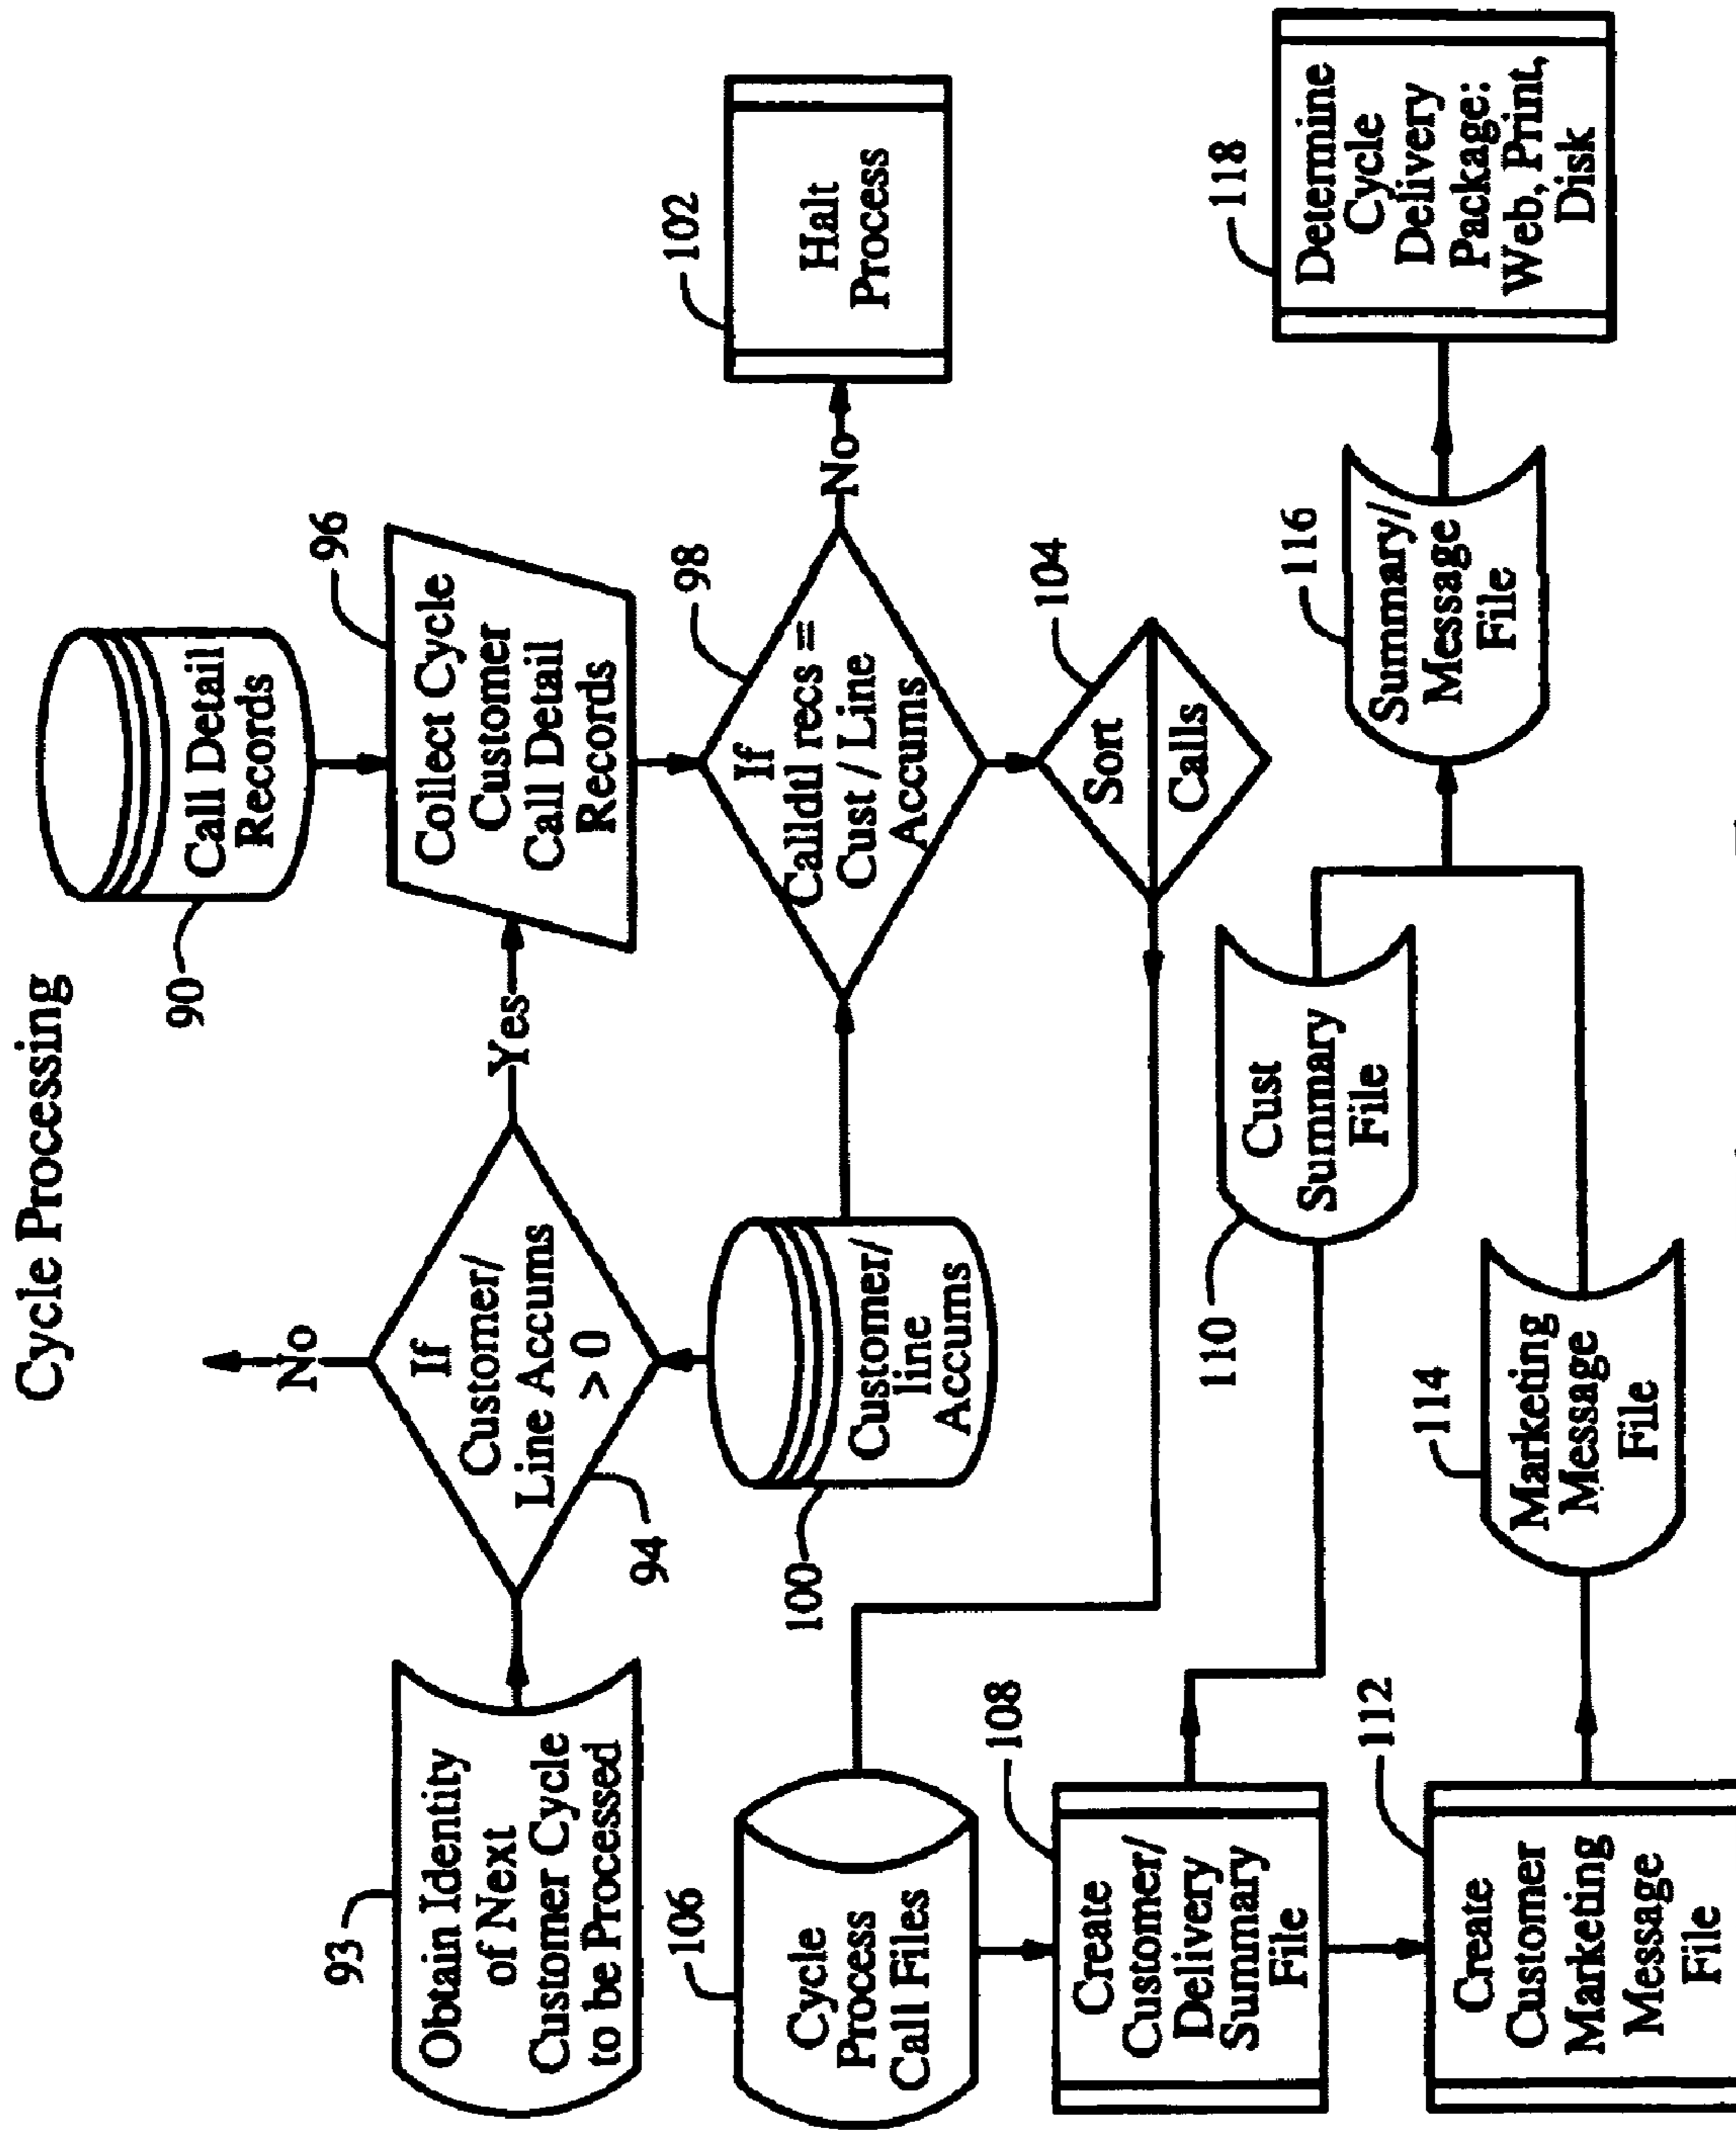 Cycle Processing
90
Call Detail
Records
93
Obtain Identity
of Next
Customer Cycle
to be Processed
94
If
Customer/
Line Accums
> 0
No
Yes
96
Collect Cycle
Customer
Call Detail
Records
100
Customer/
line
Accums
98
If
Calldtl recs =
Cust / Line
Accums
No
102
Halt
Process
104
Sort
Calls
106
Cycle
Process
Call Files
108
Create
Customer/
Delivery
Summary
File
110
Cust
Summary
File
112
Create
Customer
Marketing
Message
File
114
Marketing
Message
File
116
Summary/
Message
File
118
Determine
Cycle
Delivery
Package:
Web, Print,
Disk